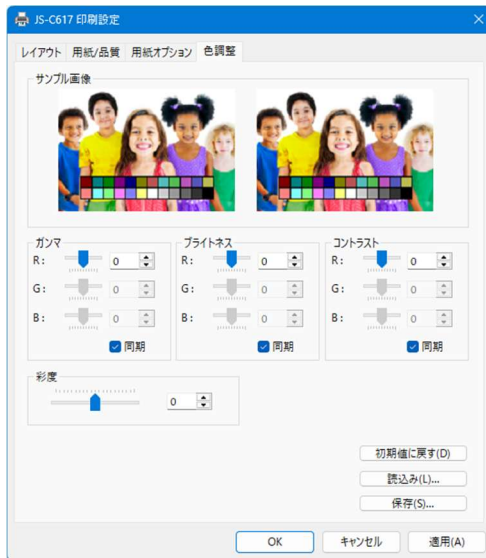 JS-C617 印刷設定
レイアウト 用紙/品質 用紙オプション 色調整
サンプル画像
ガンマ ブライトネス コントラスト
R: 0 R: 0 R: 0
G: 0 G: 0 G: 0
B: 0 B: 0 B: 0
同期 同期 同期
彩度
0
初期値に戻す(D)
読込み(L)...
保存(S)...
OK キャンセル 適用(A)